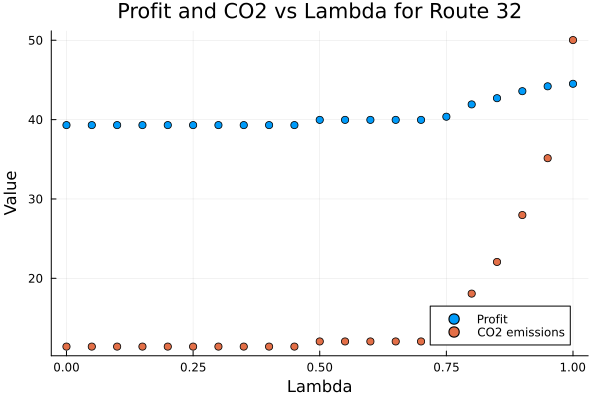 Profit and CO2 vs Lambda for Route 32
Value
50
40
30
20
Profit
CO2 emissions
0.00 0.25 0.50 0.75 1.00
Lambda